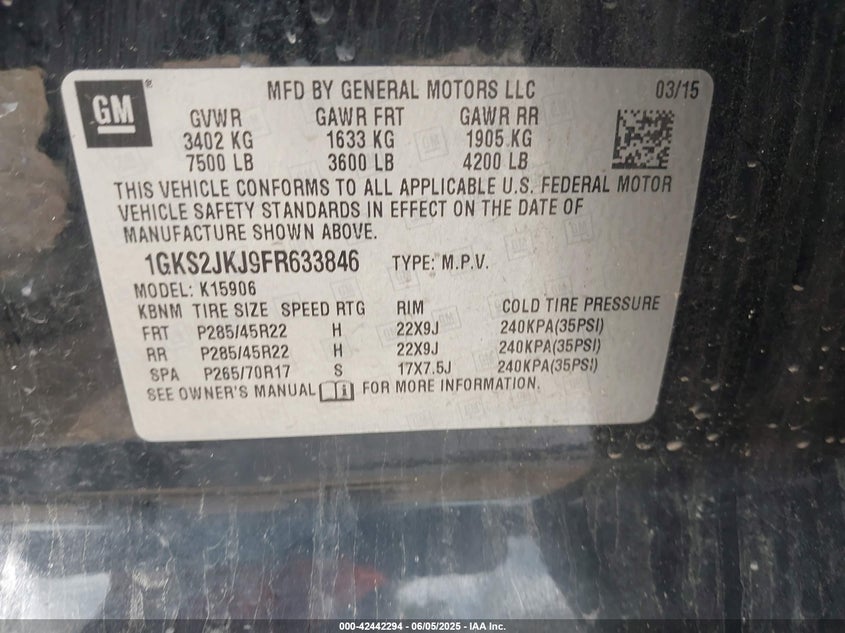 GM ® MFD BY GENERAL MOTORS LLC 03/15
GVWR GAWR FRT GAWR RR
3402 KG 1633 KG 1905 KG
7500 LB 3600 LB 4200 LB
THIS VEHICLE CONFORMS TO ALL APPLICABLE U.S. FEDERAL MOTOR
VEHICLE SAFETY STANDARDS IN EFFECT ON THE DATE OF
MANUFACTURE SHOWN ABOVE.
1GKS2JKJ9FR633846 TYPE: M.P.V.
MODEL: K15906
KBNM TIRE SIZE SPEED RTG RIM COLD TIRE PRESSURE
FRT P285/45R22 H 22X9J 240KPA(35PSI)
RR P285/45R22 H 22X9J 240KPA(35PSI)
SPA P265/70R17 S 17X7.5J 240KPA(35PSI)
SEE OWNER'S MANUAL i FOR MORE INFORMATION.
000-42442294 - 06/05/2025 - IAA Inc.